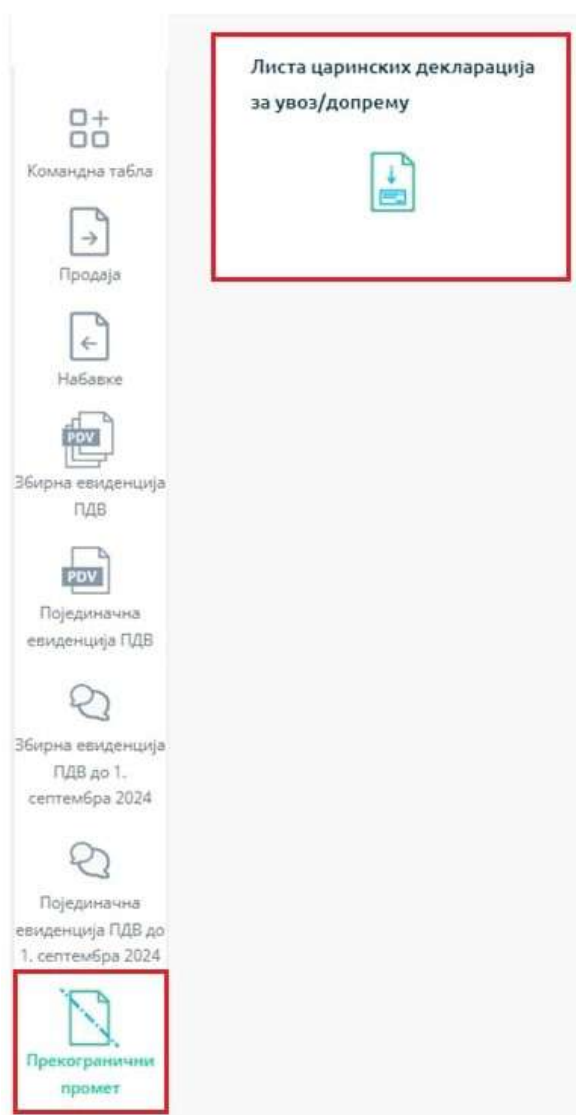 Листа царинских декларација
за увоз/допрему
Командна табла
Продаја
Набавке
PDV
Збирна евиденција
ПДВ
PDV
Појединачна
евиденција ПДВ
Збирна евиденција
ПДВ до 1.
септембра 2024
Појединачна
евиденција ПДВ до
1. септембра 2024
Прекогранични
промет